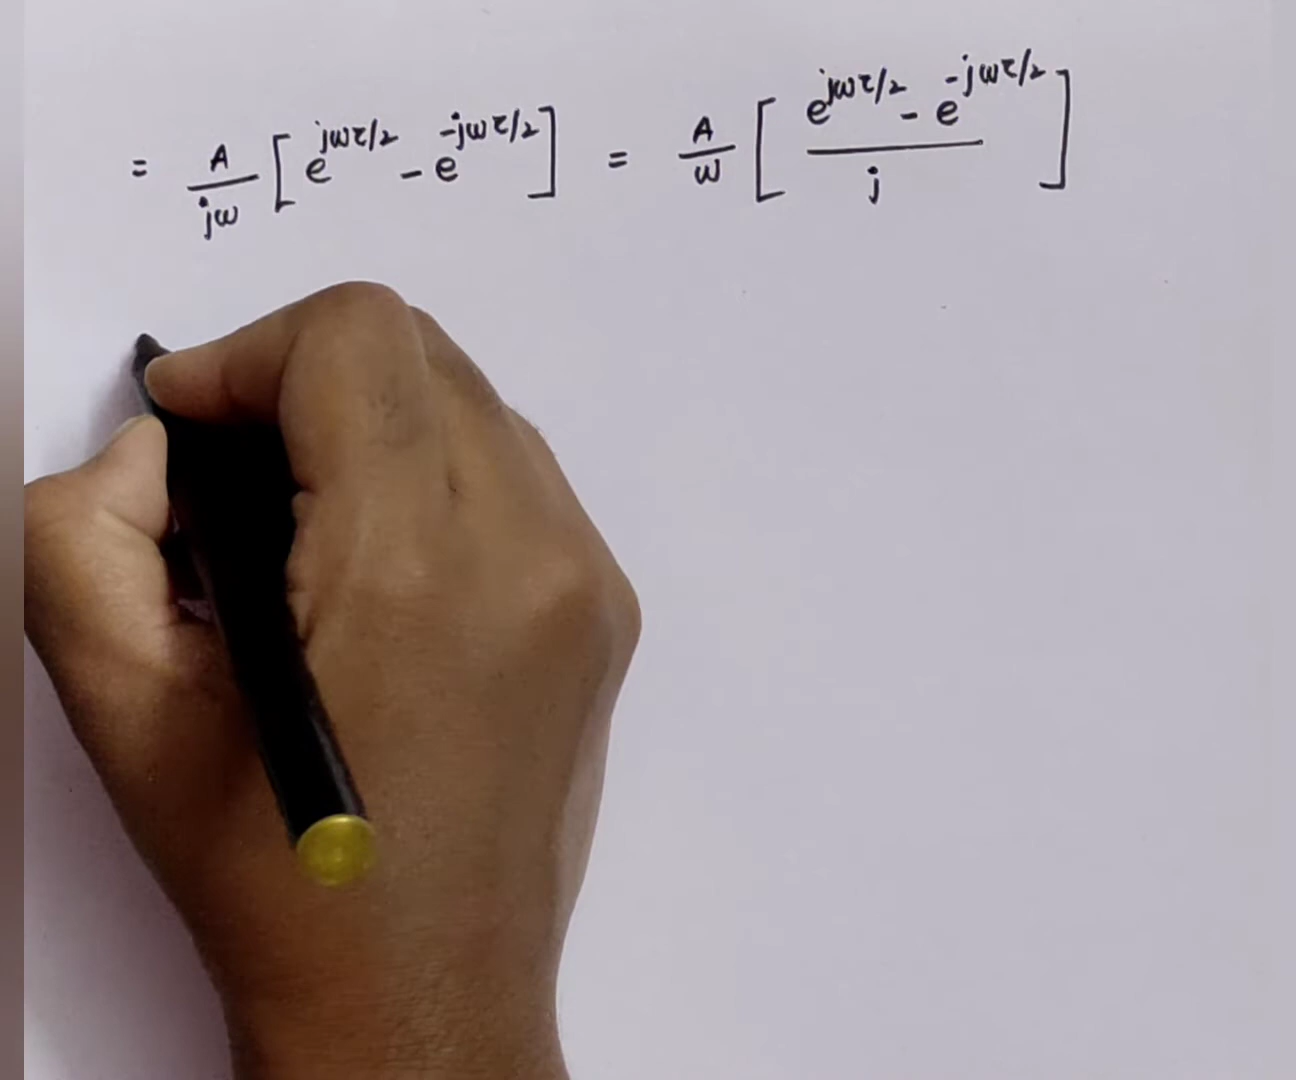 = A/jω [e^{jωτ/2} - e^{-jωτ/2}] = A/ω [(e^{jωτ/2} - e^{-jωτ/2})/j]